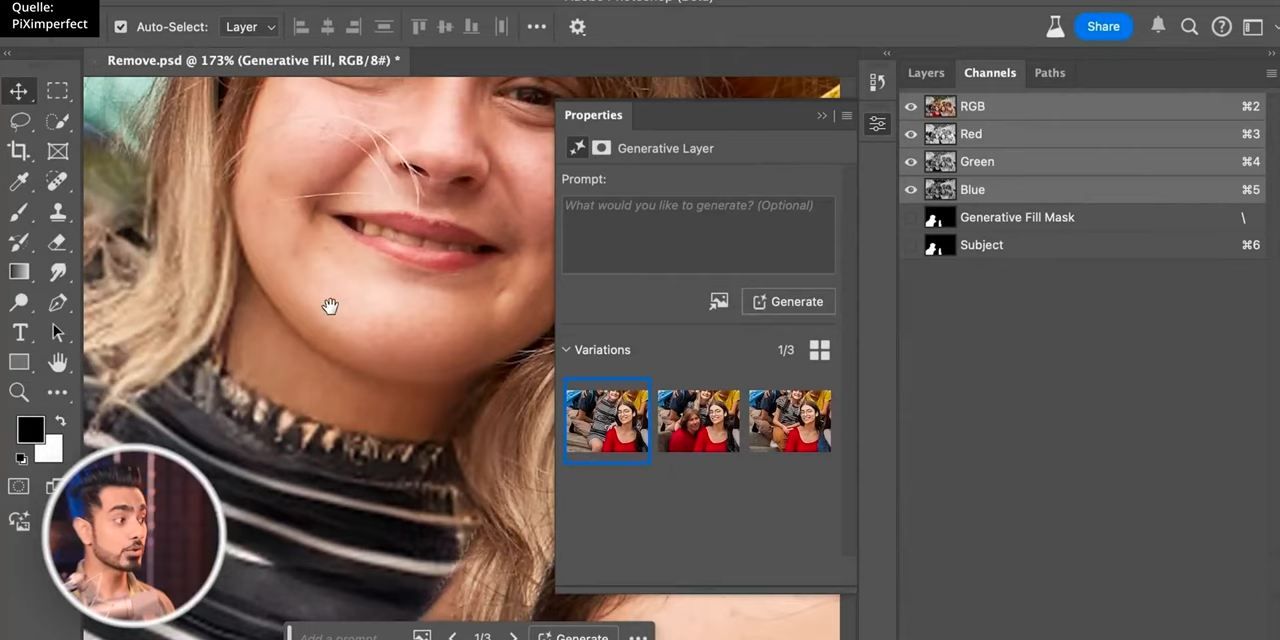 Quelle:
PiXimperfect
Auto-Select:
Layer
Share
Remove.psd @ 173% (Generative Fill, RGB/8#) *
Layers
Channels
Paths
RGB
⌘2
Red
⌘3
Green
⌘4
Blue
⌘5
Generative Fill Mask
\
Subject
⌘6
Properties
Generative Layer
Prompt:
What would you like to generate? (Optional)
Generate
Variations
1/3
Add a prompt
1/3
Generate